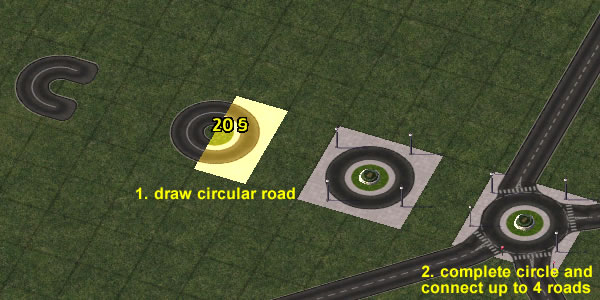 20 §
1. draw circular road
2. complete circle and
connect up to 4 roads